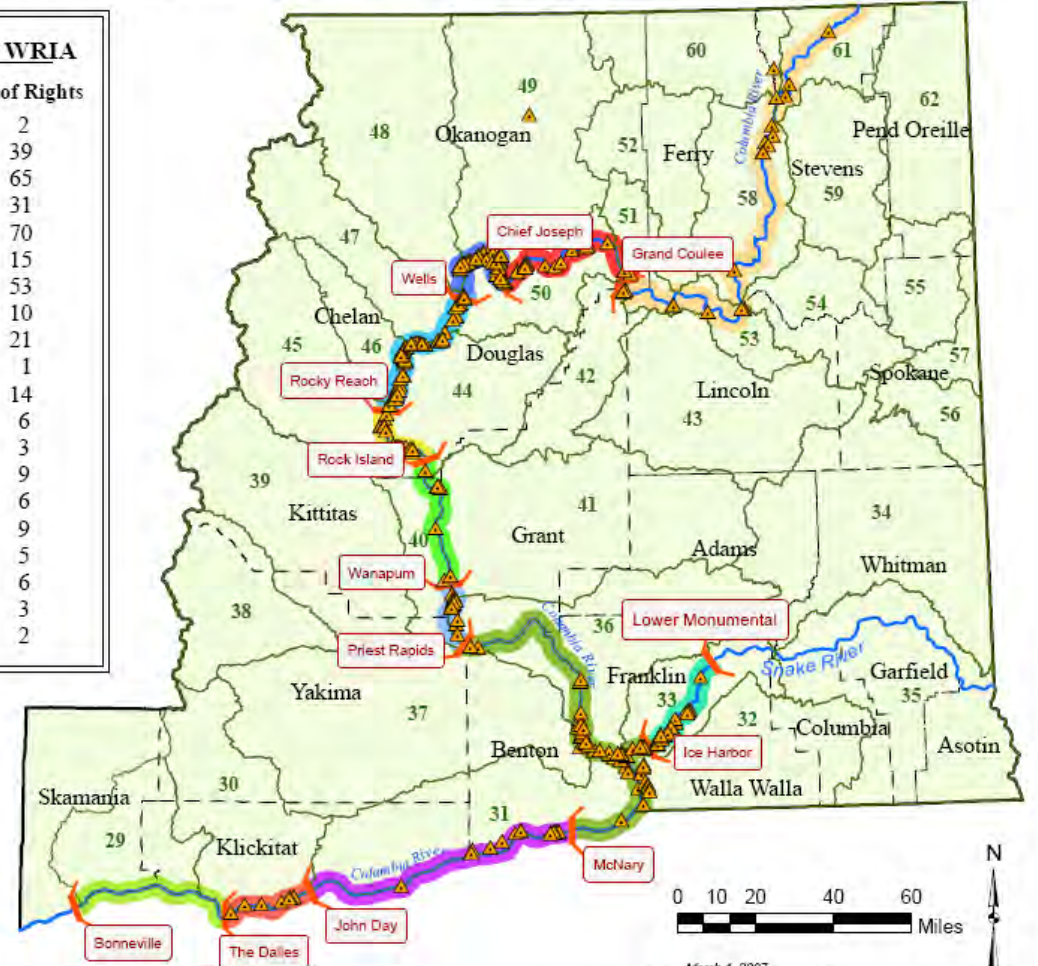 WRIA
of Rights
2
39
65
31
70
15
53
10
21
1
14
6
3
9
6
9
5
6
3
2
60
61
49
62
48
Okanogan
Columbia River
52
Pend Oreille
Ferry
Stevens
58
59
51
47
Chief Joseph
Grand Coulee
Wells
50
55
54
Chelan
53
45
46
Douglas
57
Spokane
Rocky Reach
42
44
Lincoln
43
56
Rock Island
39
41
34
Kittitas
40
Grant
Adams
Whitman
Wanapum
38
Columbia River
36
Lower Monumental
Priest Rapids
Snake River
Franklin
Garfield
Yakima
33
35
37
32
Columbia
Benton
Ice Harbor
Asotin
30
Walla Walla
Skamania
31
29
Klickitat
McNary
Columbia River
N
0 10 20 40 60
Miles
John Day
Bonneville
The Dalles